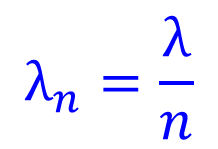 λₙ = λ/n